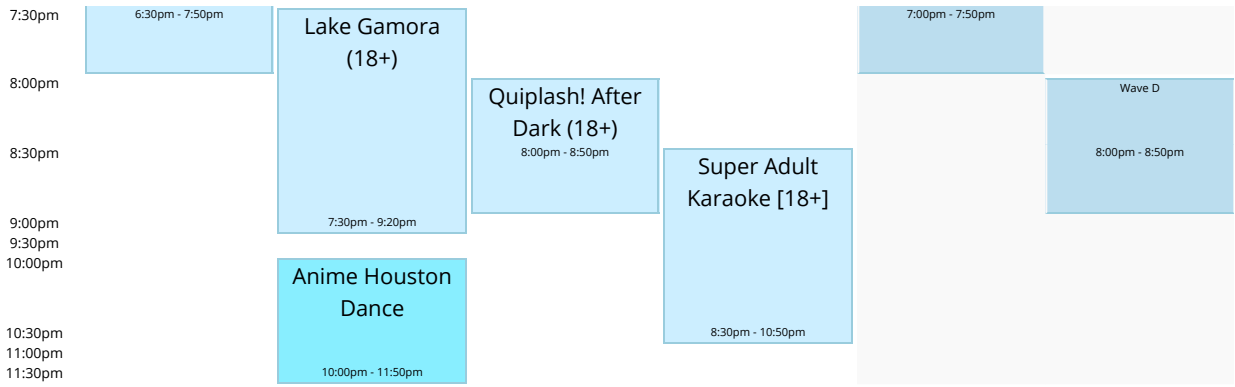 7:30pm
6:30pm - 7:50pm
Lake Gamora
(18+)
7:00pm - 7:50pm
8:00pm
Quiplash! After
Dark (18+)
8:00pm - 8:50pm
Wave D
8:00pm - 8:50pm
8:30pm
Super Adult
Karaoke [18+]
9:00pm
7:30pm - 9:20pm
9:30pm
10:00pm
Anime Houston
Dance
10:30pm
8:30pm - 10:50pm
11:00pm
11:30pm
10:00pm - 11:50pm